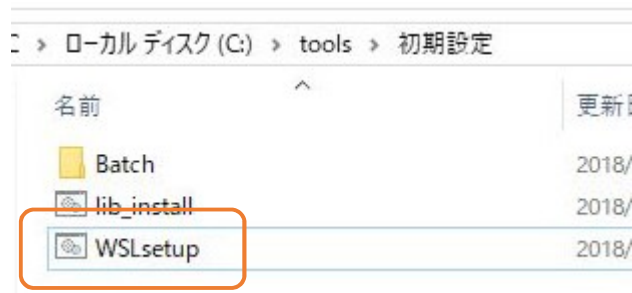 > ローカル ディスク (C:) > tools > 初期設定
名前 更新
Batch 2018/
lib_install 2018/
WSLsetup 2018/